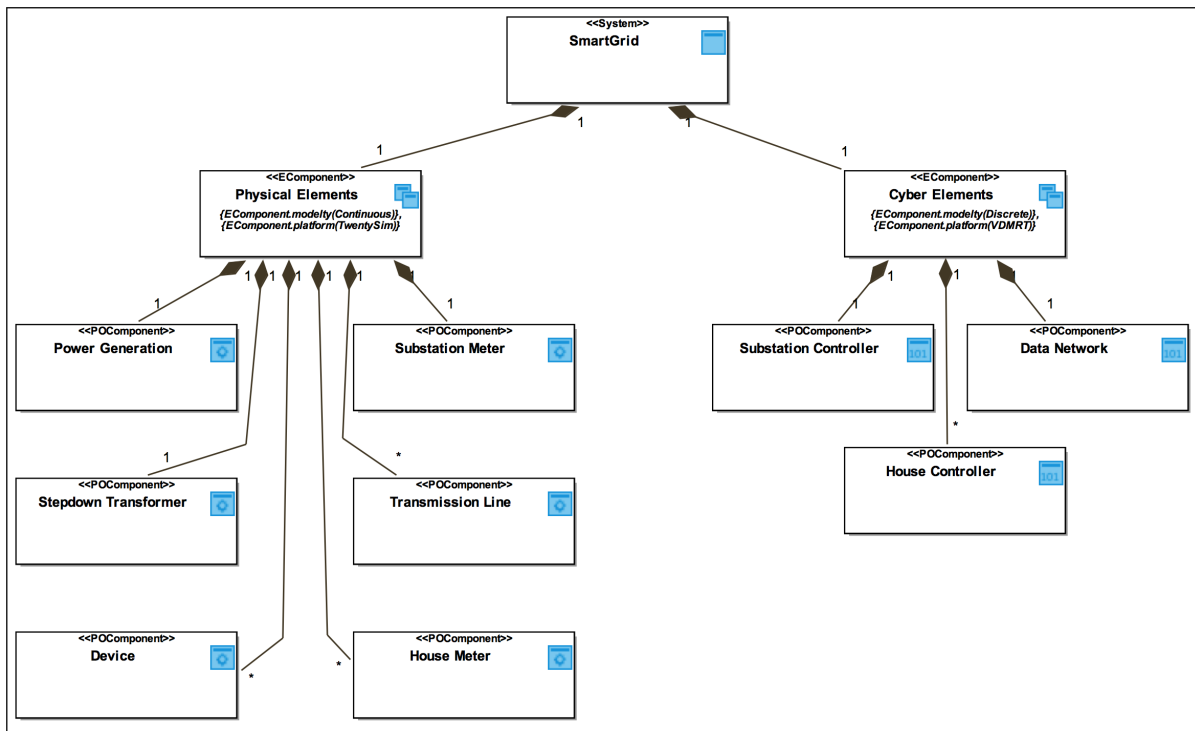 <<System>>
SmartGrid
1
1
1
1
<<EComponent>>
Physical Elements
{EComponent.modelty(Continuous)},
{EComponent.platform(TwentySim)}
<<EComponent>>
Cyber Elements
{EComponent.modelty(Discrete)},
{EComponent.platform(VDMRT)}
1
1
1
1
1
1
1
1
1
1
1
1
1
<<POComponent>>
Power Generation
<<POComponent>>
Substation Meter
<<POComponent>>
Substation Controller
101
<<POComponent>>
Data Network
101
*
1
*
<<POComponent>>
House Controller
101
<<POComponent>>
Stepdown Transformer
<<POComponent>>
Transmission Line
<<POComponent>>
Device
*
*
<<POComponent>>
House Meter